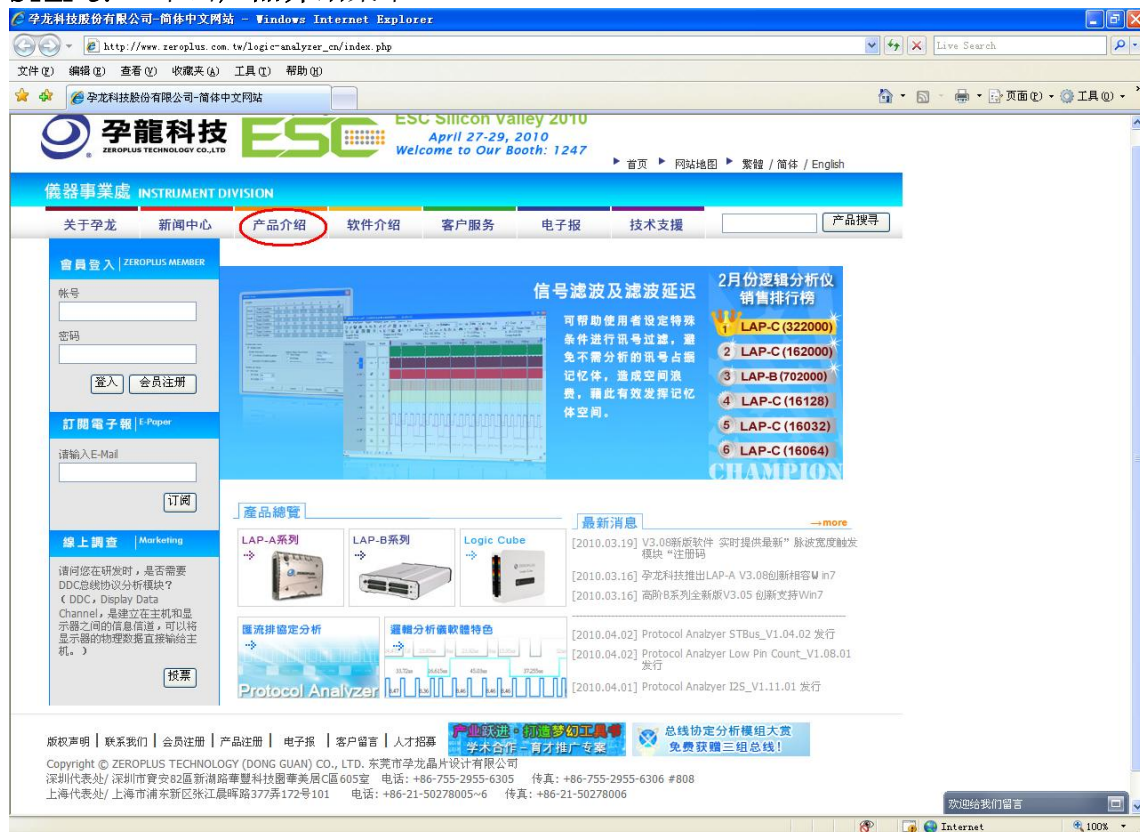 孕龙科技股份有限公司-简体中文网站 - Windows Internet Explorer
http://www.zeroplus.com.tw/logic-analyzer_cn/index.php
Live Search
文件(F) 编辑(E) 查看(V) 收藏夹(A) 工具(T) 帮助(H)
孕龙科技股份有限公司-简体中文网站
页面(P) 工具(O)
孕龍科技
ZEROPLUS TECHNOLOGY CO.,LTD
ESC
ESC Silicon Valley 2010
April 27-29, 2010
Welcome to Our Booth: 1247
首页 网站地图 繁體 / 简体 / English
儀器事業處 INSTRUMENT DIVISION
关于孕龙 新闻中心 产品介绍 软件介绍 客户服务 电子报 技术支援 产品搜寻
會員登入 ZEROPLUS MEMBER
帐号
密码
登入 会员注册
訂閱電子報 E-Paper
请输入E-Mail
订阅
線上調查 Marketing
请问您在研发时,是否需要
DDC总线协议分析模块?
( DDC, Display Data
Channel,是建立在主机和显
示器之间的信息信道,可以将
显示器的物理数据直接输给主
机。)
投票
信号滤波及滤波延迟
可帮助使用者设定特殊
条件进行讯号过滤,避
免不需分析的讯号占据
记忆体,造成空间浪
费,藉此有效发挥记忆
体空间。
2月份逻辑分析仪
销售排行榜
1 LAP-C (322000)
2 LAP-C (162000)
3 LAP-B (702000)
4 LAP-C (16128)
5 LAP-C (16032)
6 LAP-C (16064)
CHAMPION
產品總覽
LAP-A系列
LAP-B系列
Logic Cube
匯流排協定分析
Protocol Analyzer
邏輯分析儀軟體特色
最新消息
→more
[2010.03.19] V3.08新版软件 实时提供最新”脉波宽度触发
模块“注册码
[2010.03.16] 孕龙科技推出LAP-A V3.08创新相容Win7
[2010.03.16] 高阶B系列全新版V3.05 创新支持Win7
[2010.04.02] Protocol Analzyer STBus_V1.04.02 发行
[2010.04.02] Protocol Analzyer Low Pin Count_V1.08.01
发行
[2010.04.01] Protocol Analzyer I2S_V1.11.01 发行
版权声明 | 联系我们 | 会员注册 | 产品注册 | 电子报 | 客户留言 | 人才招募
产业跃进・创造梦幻工具书
学术合作－育才推广专案
总线协定分析模组大赏
免费获赠三组总线!
Copyright © ZEROPLUS TECHNOLOGY (DONG GUAN) CO., LTD. 东莞市孕龙晶片设计有限公司
深圳代表处/ 深圳市寶安82區新湖路華豐科技園華美居C區605室 电话: +86-755-2955-6305 传真: +86-755-2955-6306 #808
上海代表处/ 上海市浦东新区张江晨晖路377弄172号101 电话: +86-21-50278005~6 传真: +86-21-50278006
欢迎给我们留言
Internet
100%